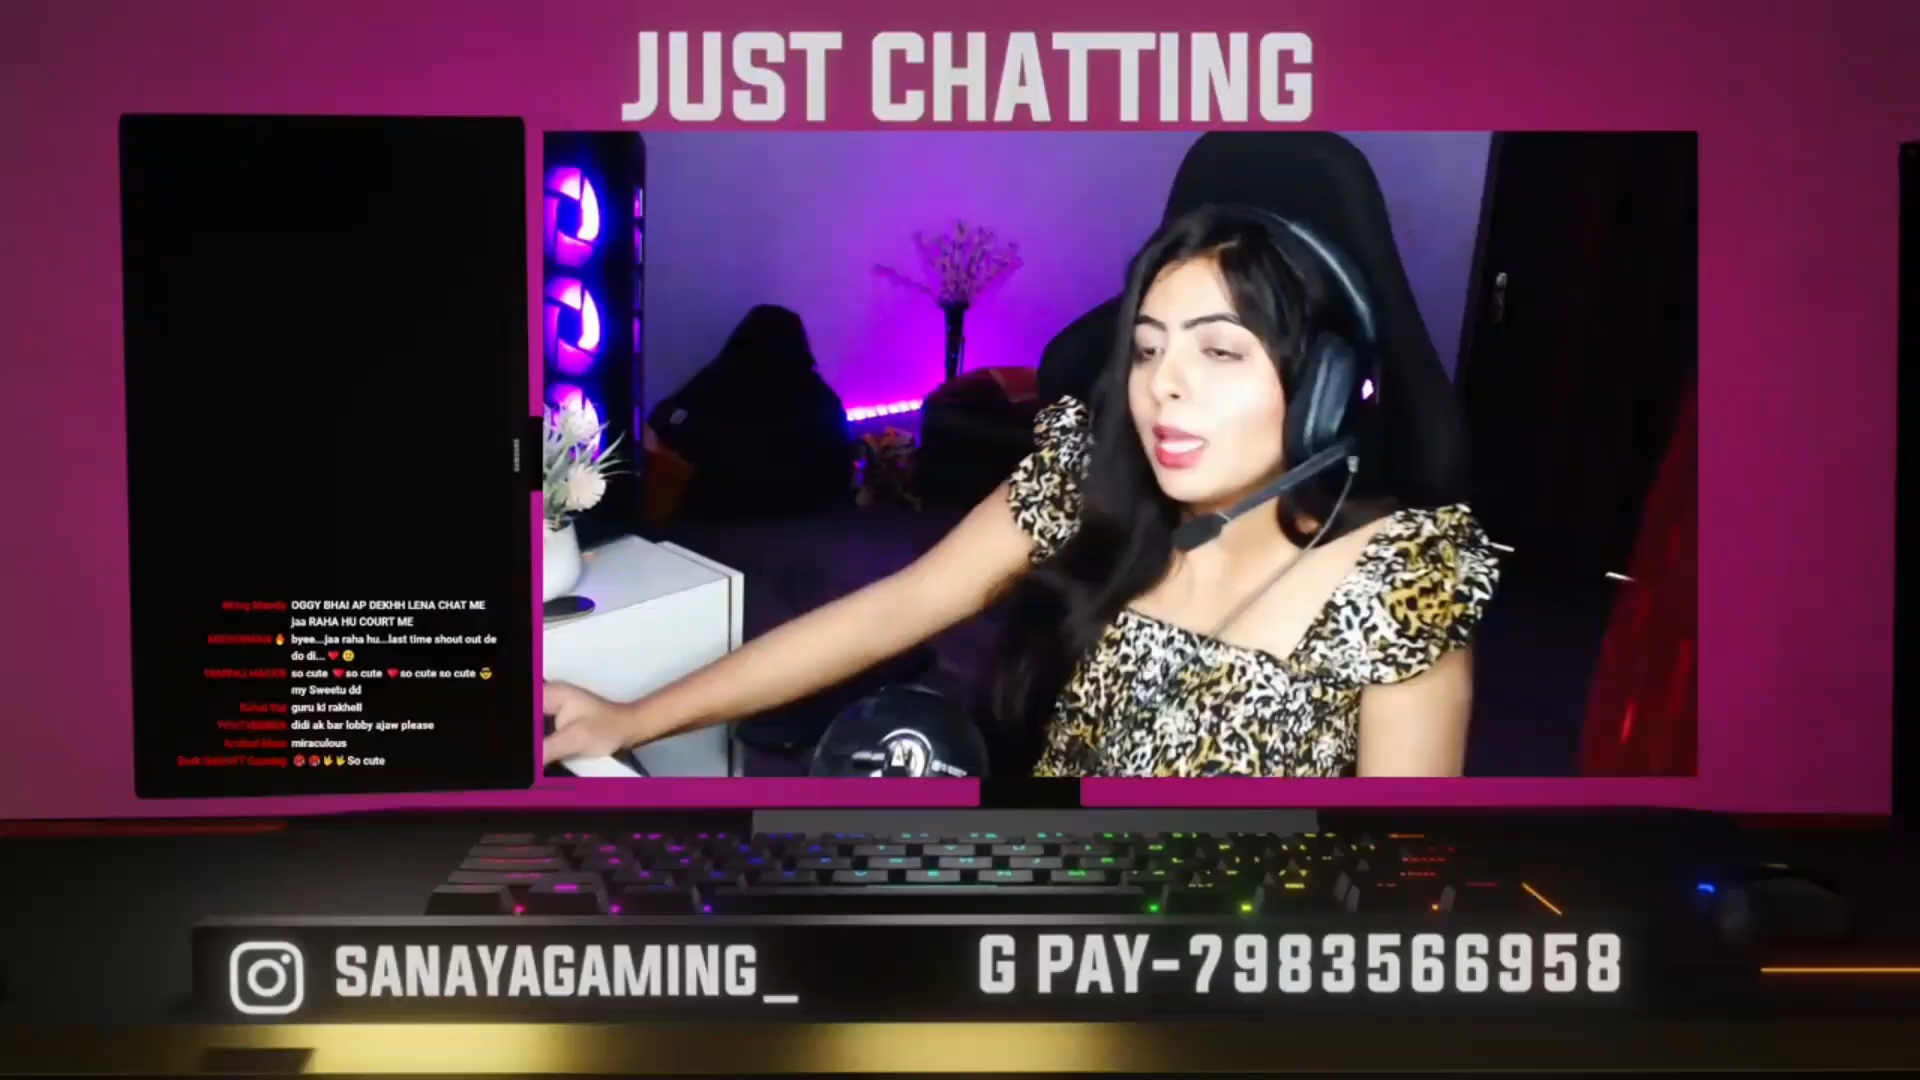 JUST CHATTING
OGGY BHAI AP DEKHH LENA CHAT ME
jaa RAHA HU COURT ME
byee...jaa raha hu...last time shout out de
do di...❤️🙂
so cute ❤️so cute ❤️so cute so cute 😎
my Sweetu dd
guru ki rakhell
didi ak bar lobby ajaw please
miraculous
So cute
SANAYAGAMING_
G PAY-7983566958